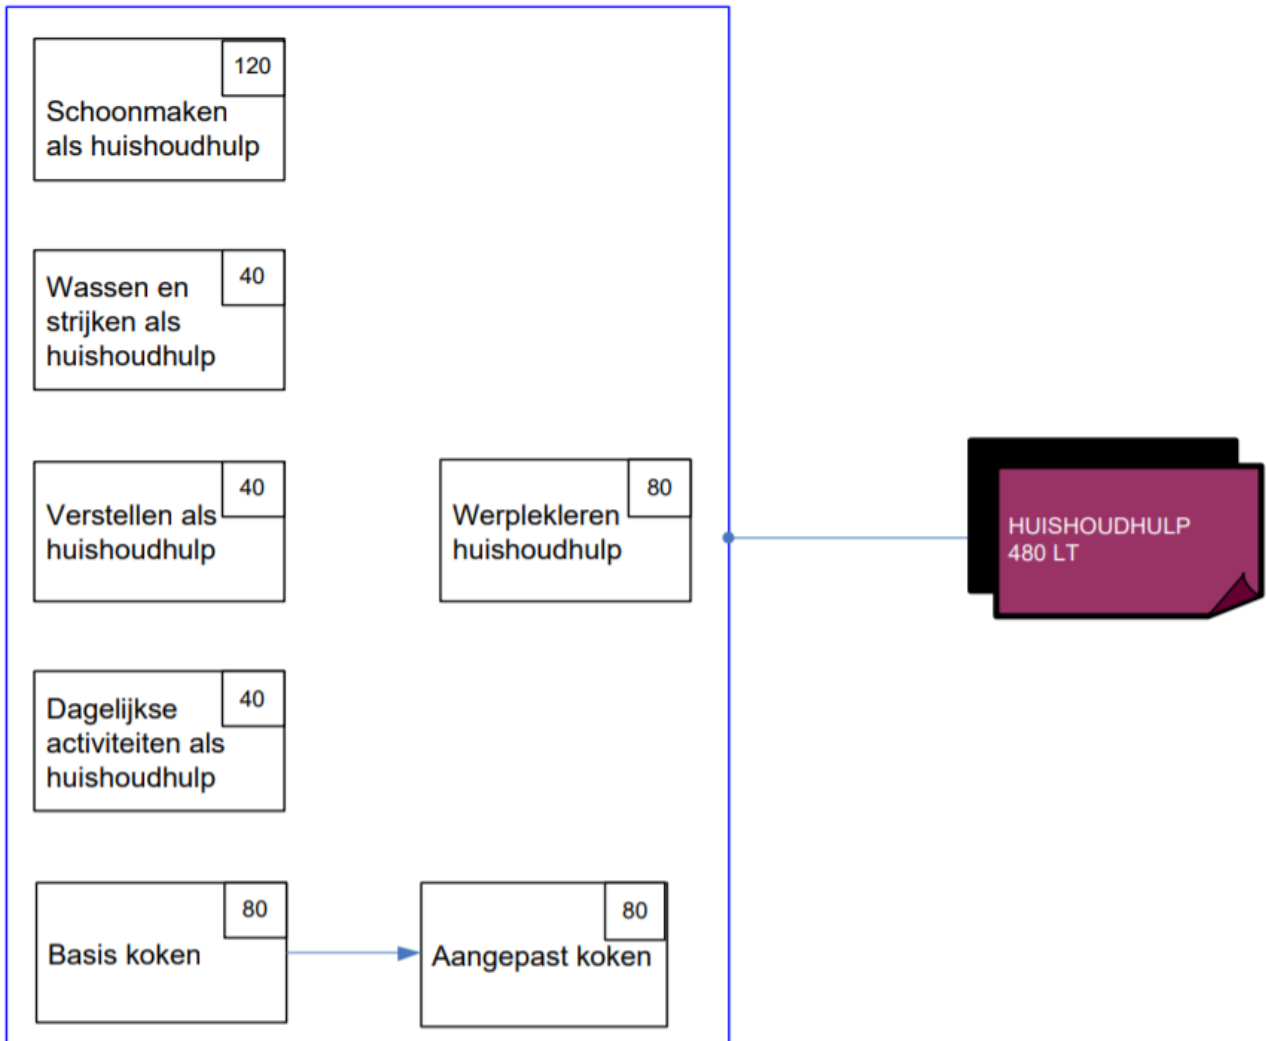 120
Schoonmaken
als huishoudhulp
40
Wassen en
strijken als
huishoudhulp
40
Verstellen als
huishoudhulp
80
Werplekleren
huishoudhulp
HUISHOUDHULP
480 LT
40
Dagelijkse
activiteiten als
huishoudhulp
80
Basis koken
80
Aangepast koken